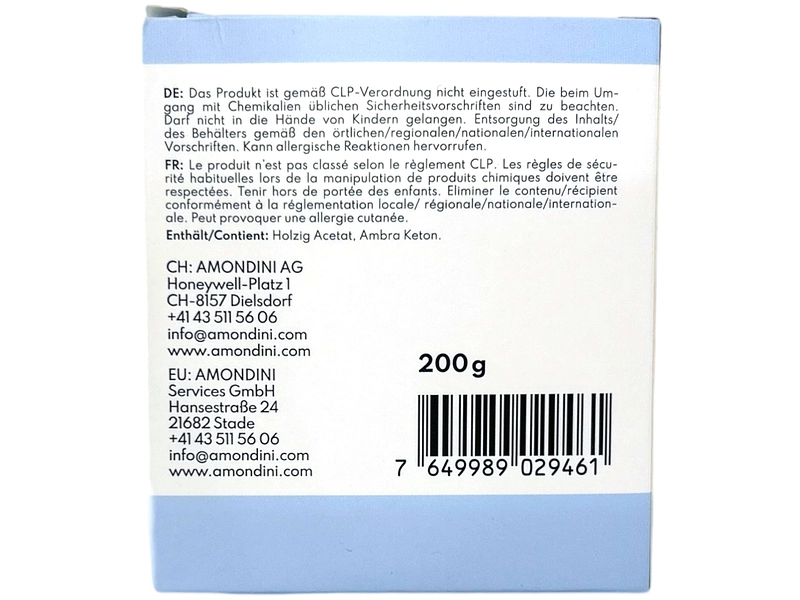 DE: Das Produkt ist gemäß CLP-Verordnung nicht eingestuft. Die beim Um-
gang mit Chemikalien üblichen Sicherheitsvorschriften sind zu beachten.
Darf nicht in die Hände von Kindern gelangen. Entsorgung des Inhalts/
des Behälters gemäß den örtlichen/regionalen/nationalen/internationalen
Vorschriften. Kann allergische Reaktionen hervorrufen.
FR: Le produit n'est pas classé selon le règlement CLP. Les règles de sécu-
rité habituelles lors de la manipulation de produits chimiques doivent être
respectées. Tenir hors de portée des enfants. Eliminer le contenu/récipient
conformément à la réglementation locale/ régionale/nationale/internation-
ale. Peut provoquer une allergie cutanée.
Enthält/Contient: Holzig Acetat, Ambra Keton.
CH: AMONDINI AG
Honeywell-Platz 1
CH-8157 Dielsdorf
+41 43 511 56 06
info@amondini.com
www.amondini.com
EU: AMONDINI
Services GmbH
Hansestraße 24
21682 Stade
+41 43 511 56 06
info@amondini.com
www.amondini.com
200g
7 649989 029461